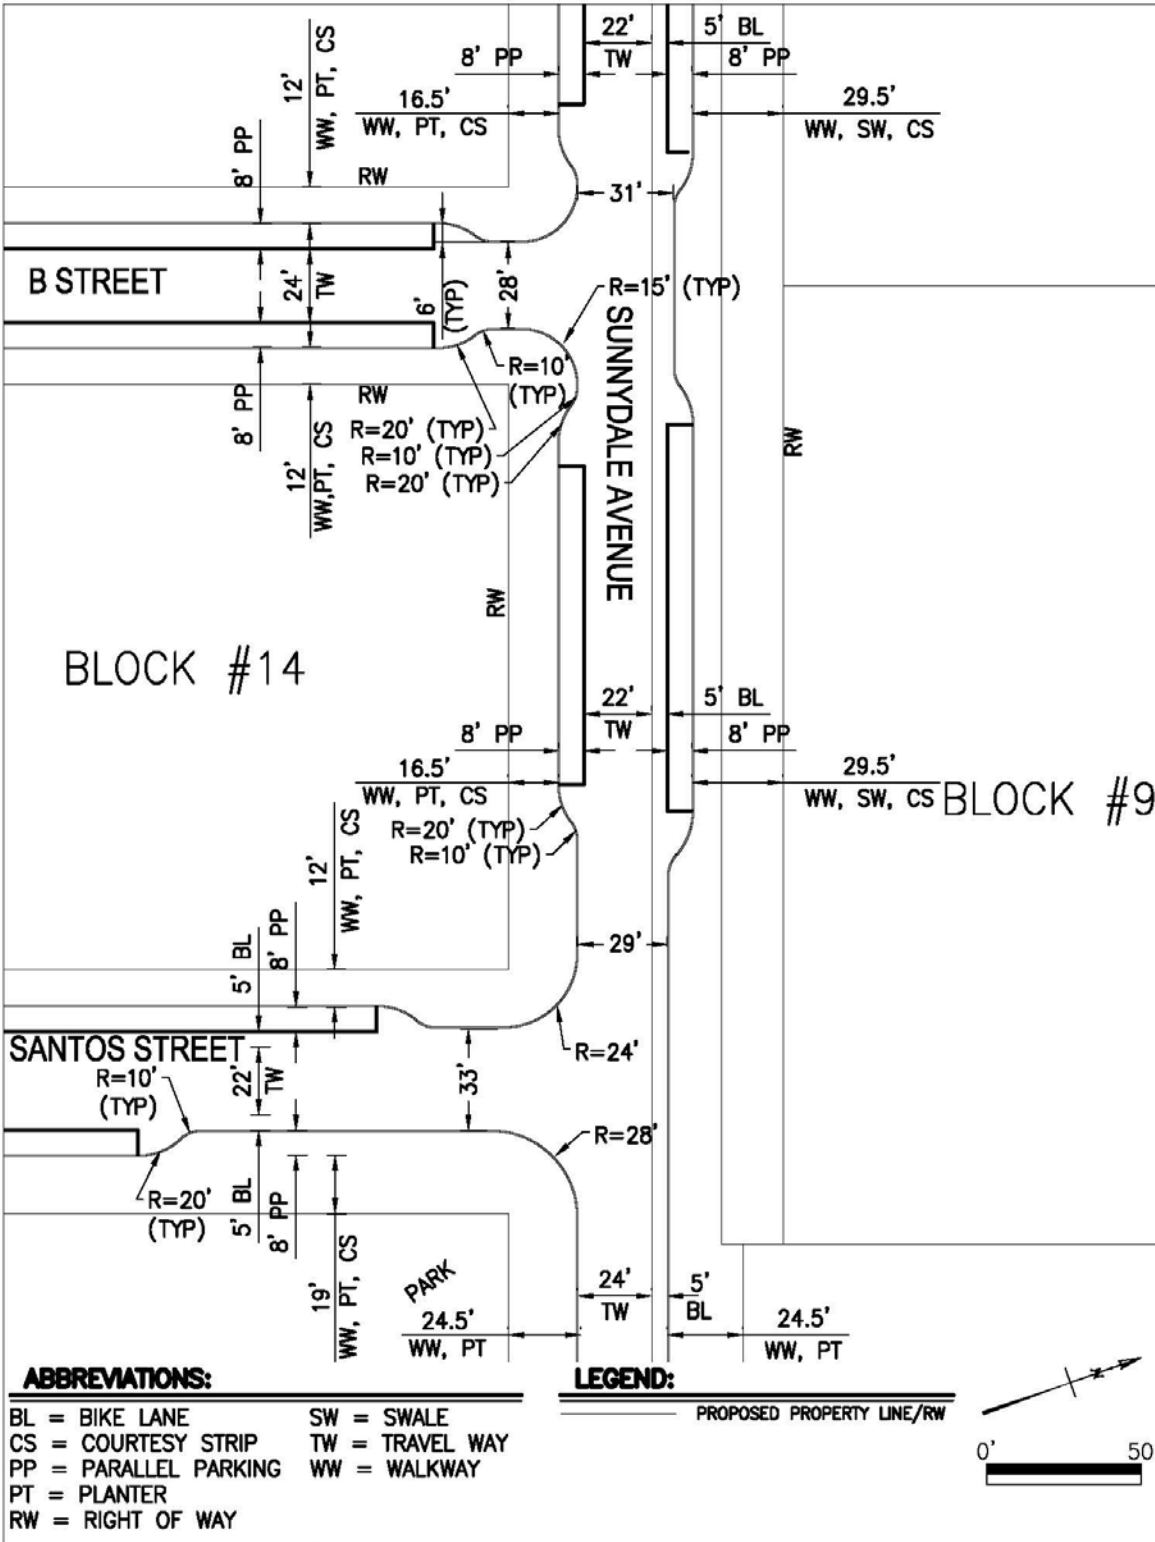 22'
TW
5' BL
8' PP
8' PP
12'
WW, PT, CS
16.5'
WW, PT, CS
29.5'
WW, SW, CS
8' PP
RW
31'
B STREET
24'
TW
6'
(TYP)
28'
R=15' (TYP)
SUNNYDALE AVENUE
R=10'
(TYP)
RW
8' PP
R=20' (TYP)
R=10' (TYP)
R=20' (TYP)
RW
12'
WW,PT, CS
RW
BLOCK #14
22'
TW
5' BL
8' PP
8' PP
16.5'
WW, PT, CS
29.5'
WW, SW, CS
BLOCK #9
R=20' (TYP)
R=10' (TYP)
12'
WW, PT, CS
5' BL
8' PP
29'
SANTOS STREET
R=24'
R=10'
(TYP)
22'
TW
33'
R=28'
R=20'
(TYP)
5' BL
8' PP
19'
WW, PT, CS
PARK
24'
TW
5'
BL
24.5'
WW, PT
24.5'
WW, PT
ABBREVIATIONS:
BL = BIKE LANE
CS = COURTESY STRIP
PP = PARALLEL PARKING
PT = PLANTER
RW = RIGHT OF WAY
SW = SWALE
TW = TRAVEL WAY
WW = WALKWAY
LEGEND:
PROPOSED PROPERTY LINE/RW
N
0' 50